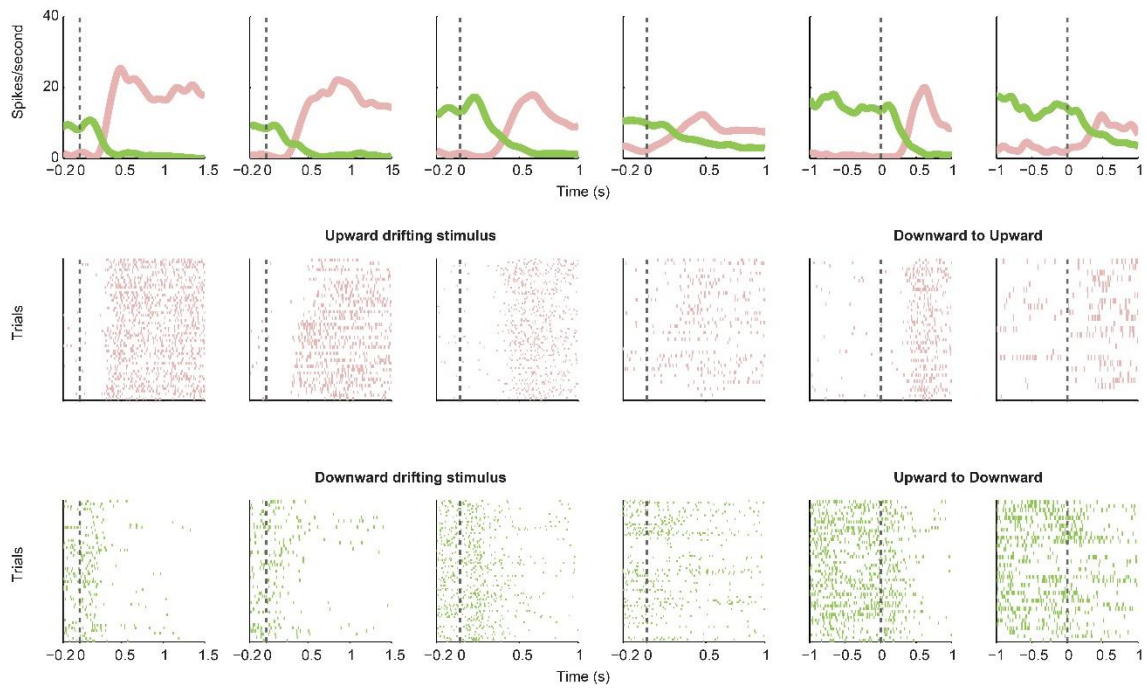 Spikes/second
40
20
0
−0.2 0 0.5 1 1.5
−0.2 0 0.5 1 1.5
−0.2 0 0.5 1
−0.2 0 0.5 1
−1 −0.5 0 0.5 1
−1 −0.5 0 0.5 1
Time (s)
Upward drifting stimulus
Downward to Upward
Trials
Downward drifting stimulus
Upward to Downward
Trials
−0.2 0 0.5 1 1.5
−0.2 0 0.5 1 1.5
−0.2 0 0.5 1
−0.2 0 0.5 1
−1 −0.5 0 0.5 1
−1 −0.5 0 0.5 1
Time (s)